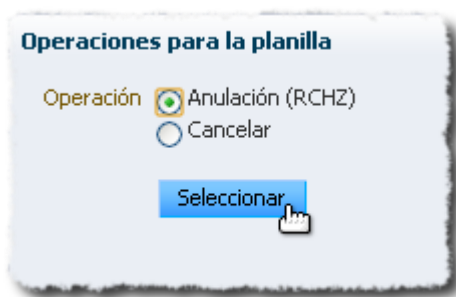 Operaciones para la planilla
Operación Anulación (RCHZ)
Cancelar
Seleccionar